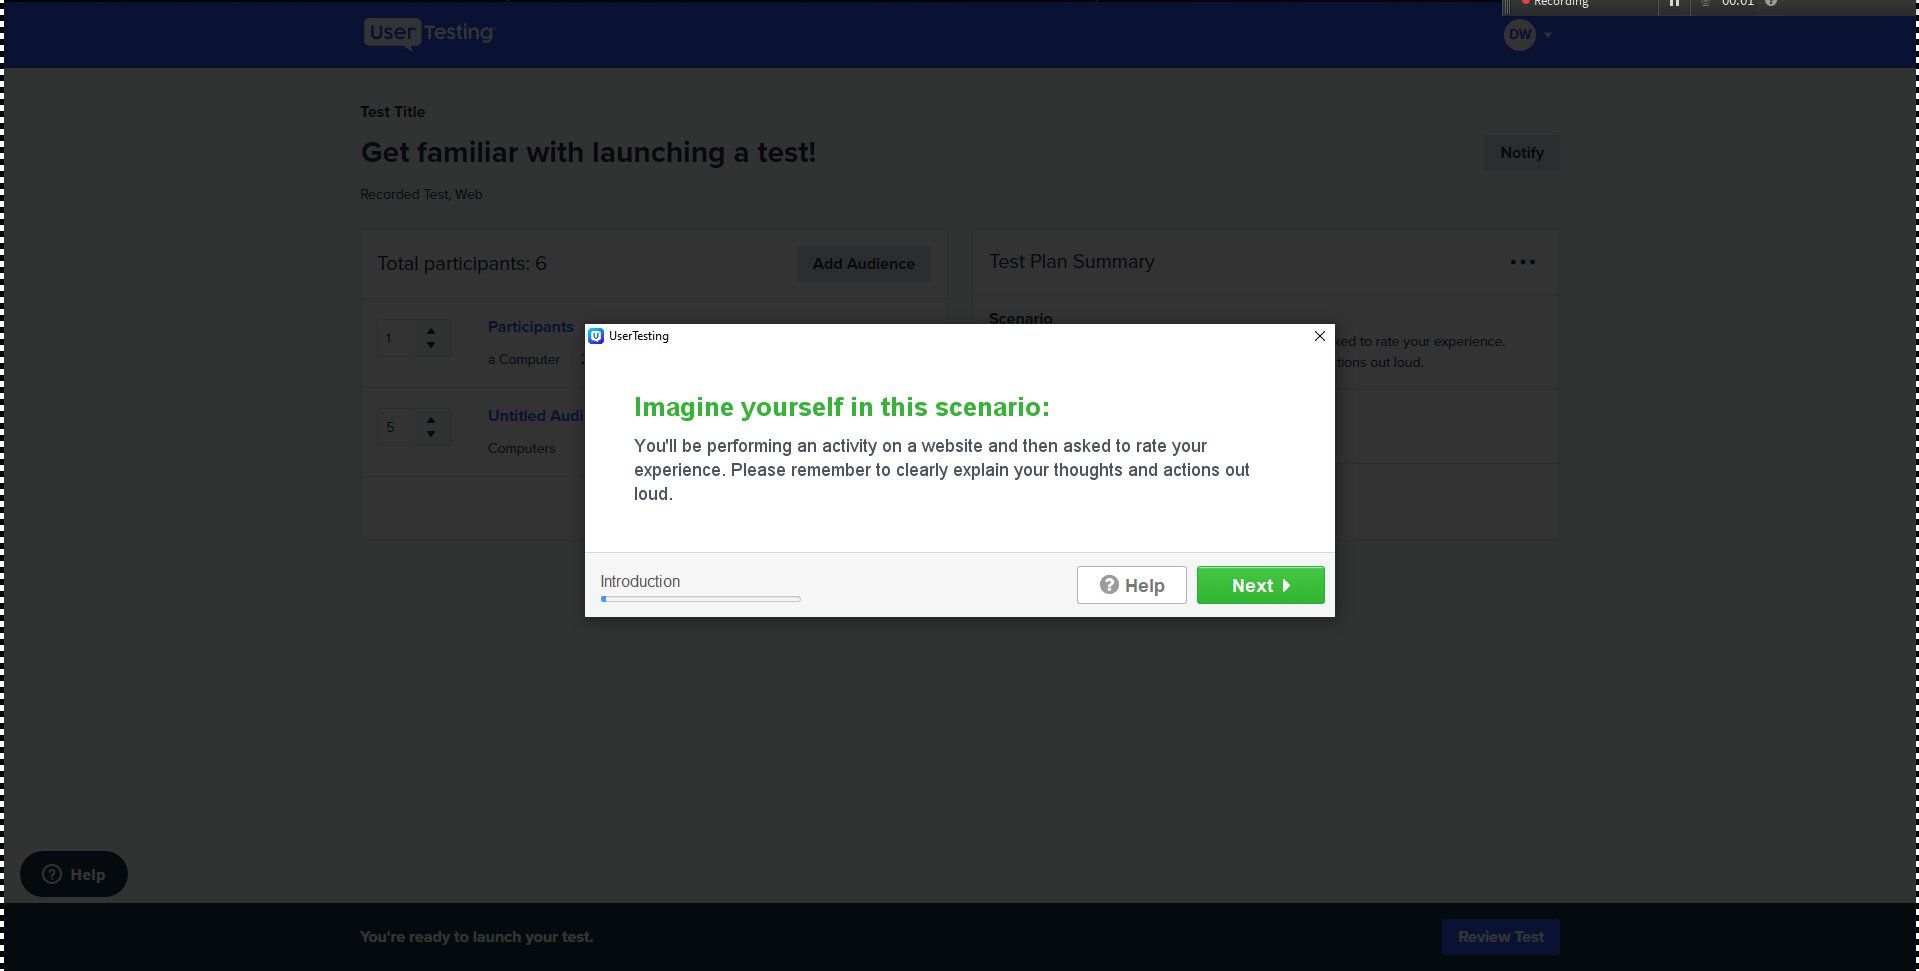 Recording 00:01
User Testing
DW
Test Title
Get familiar with launching a test!
Notify
Recorded Test, Web
Total participants: 6
Add Audience
Test Plan Summary
1
Participants
a Computer
5
Untitled Audi
Computers
Scenario
ked to rate your experience.
tions out loud.
UserTesting
Imagine yourself in this scenario:
You'll be performing an activity on a website and then asked to rate your
experience. Please remember to clearly explain your thoughts and actions out
loud.
Introduction
Help
Next
Help
You're ready to launch your test.
Review Test